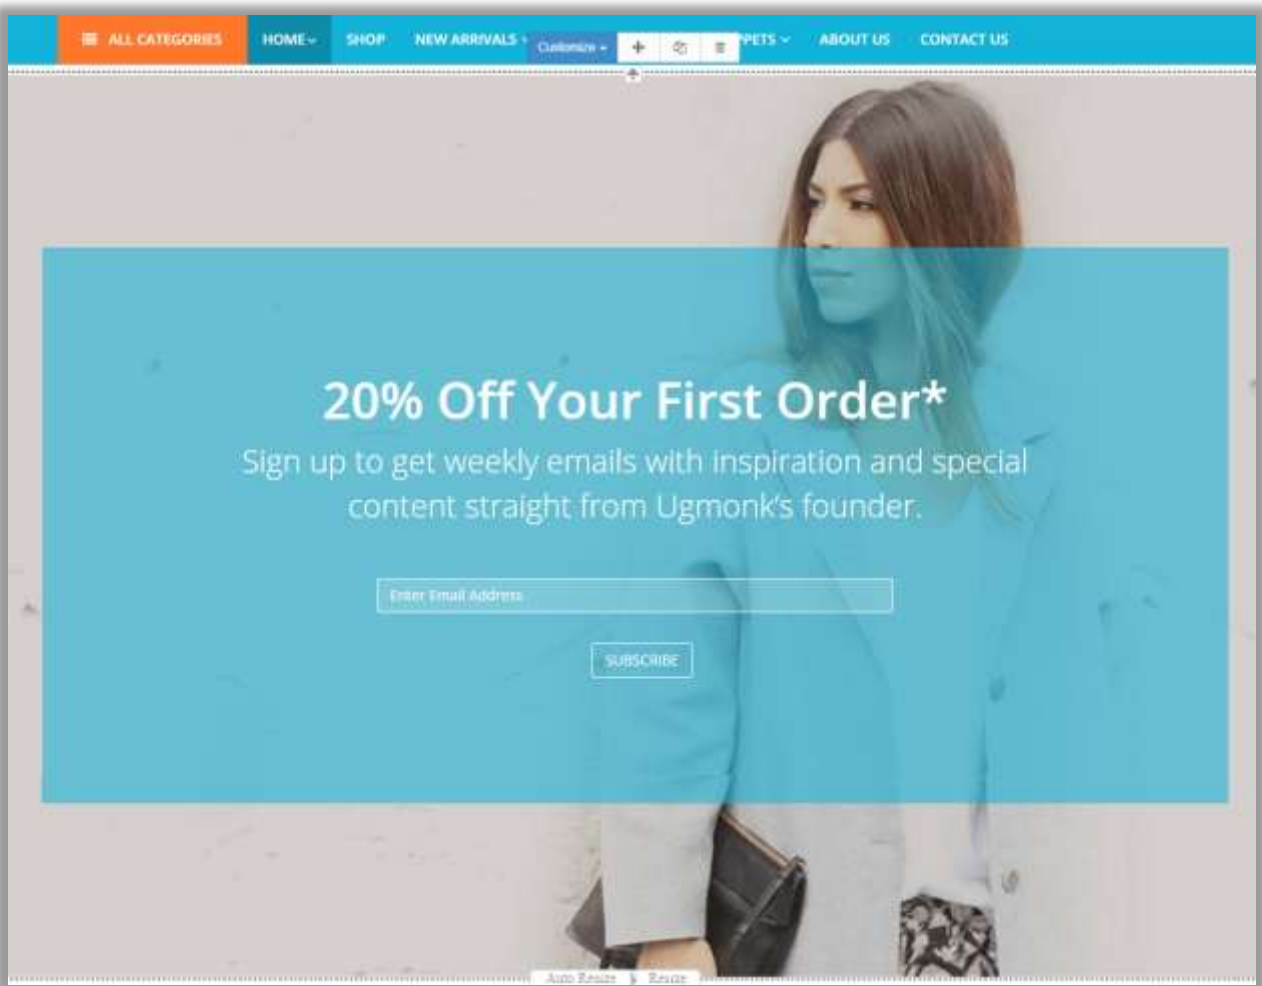 ALL CATEGORIES HOME SHOP NEW ARRIVALS Customize PETS ABOUT US CONTACT US
20% Off Your First Order*
Sign up to get weekly emails with inspiration and special
content straight from Ugmonk's founder.
Enter Email Address
SUBSCRIBE
Auto Resize Resize